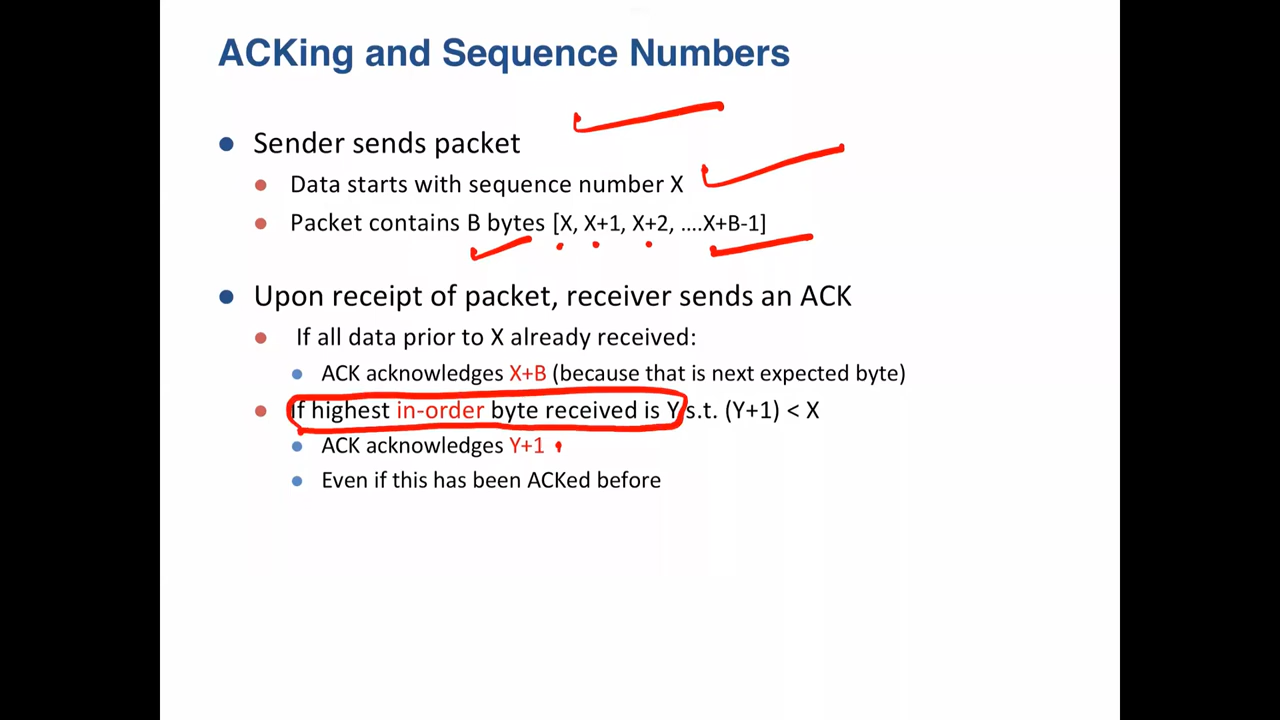 ACKing and Sequence Numbers
Sender sends packet
Data starts with sequence number X
Packet contains B bytes [X, X+1, X+2, ....X+B-1]
Upon receipt of packet, receiver sends an ACK
If all data prior to X already received:
ACK acknowledges X+B (because that is next expected byte)
If highest in-order byte received is Y s.t. (Y+1) < X
ACK acknowledges Y+1
Even if this has been ACKed before